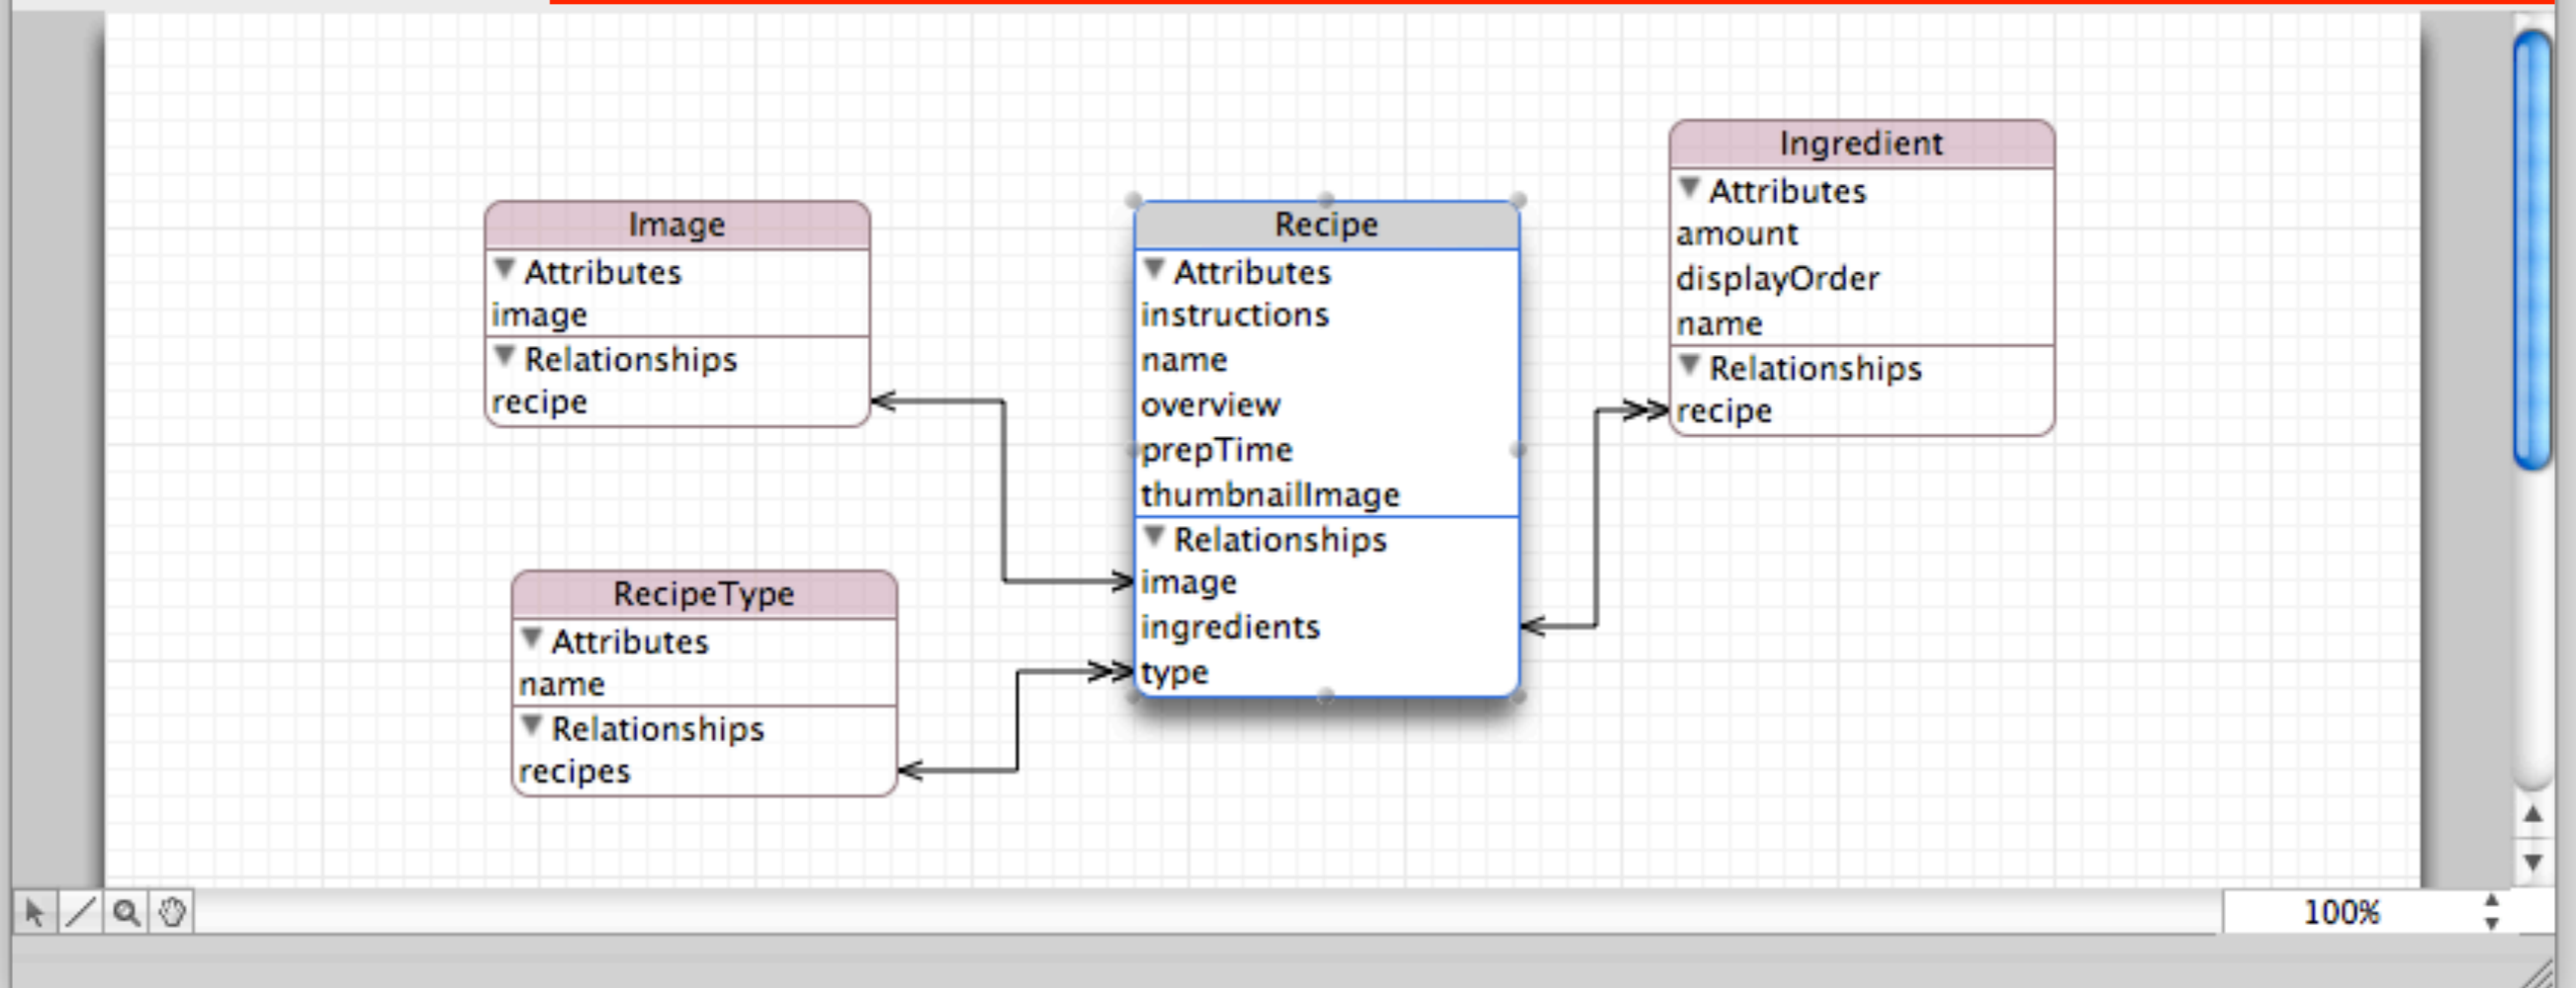 Image
Attributes
image
Relationships
recipe
RecipeType
Attributes
name
Relationships
recipes
Recipe
Attributes
instructions
name
overview
prepTime
thumbnailImage
Relationships
image
ingredients
type
Ingredient
Attributes
amount
displayOrder
name
Relationships
recipe
100%